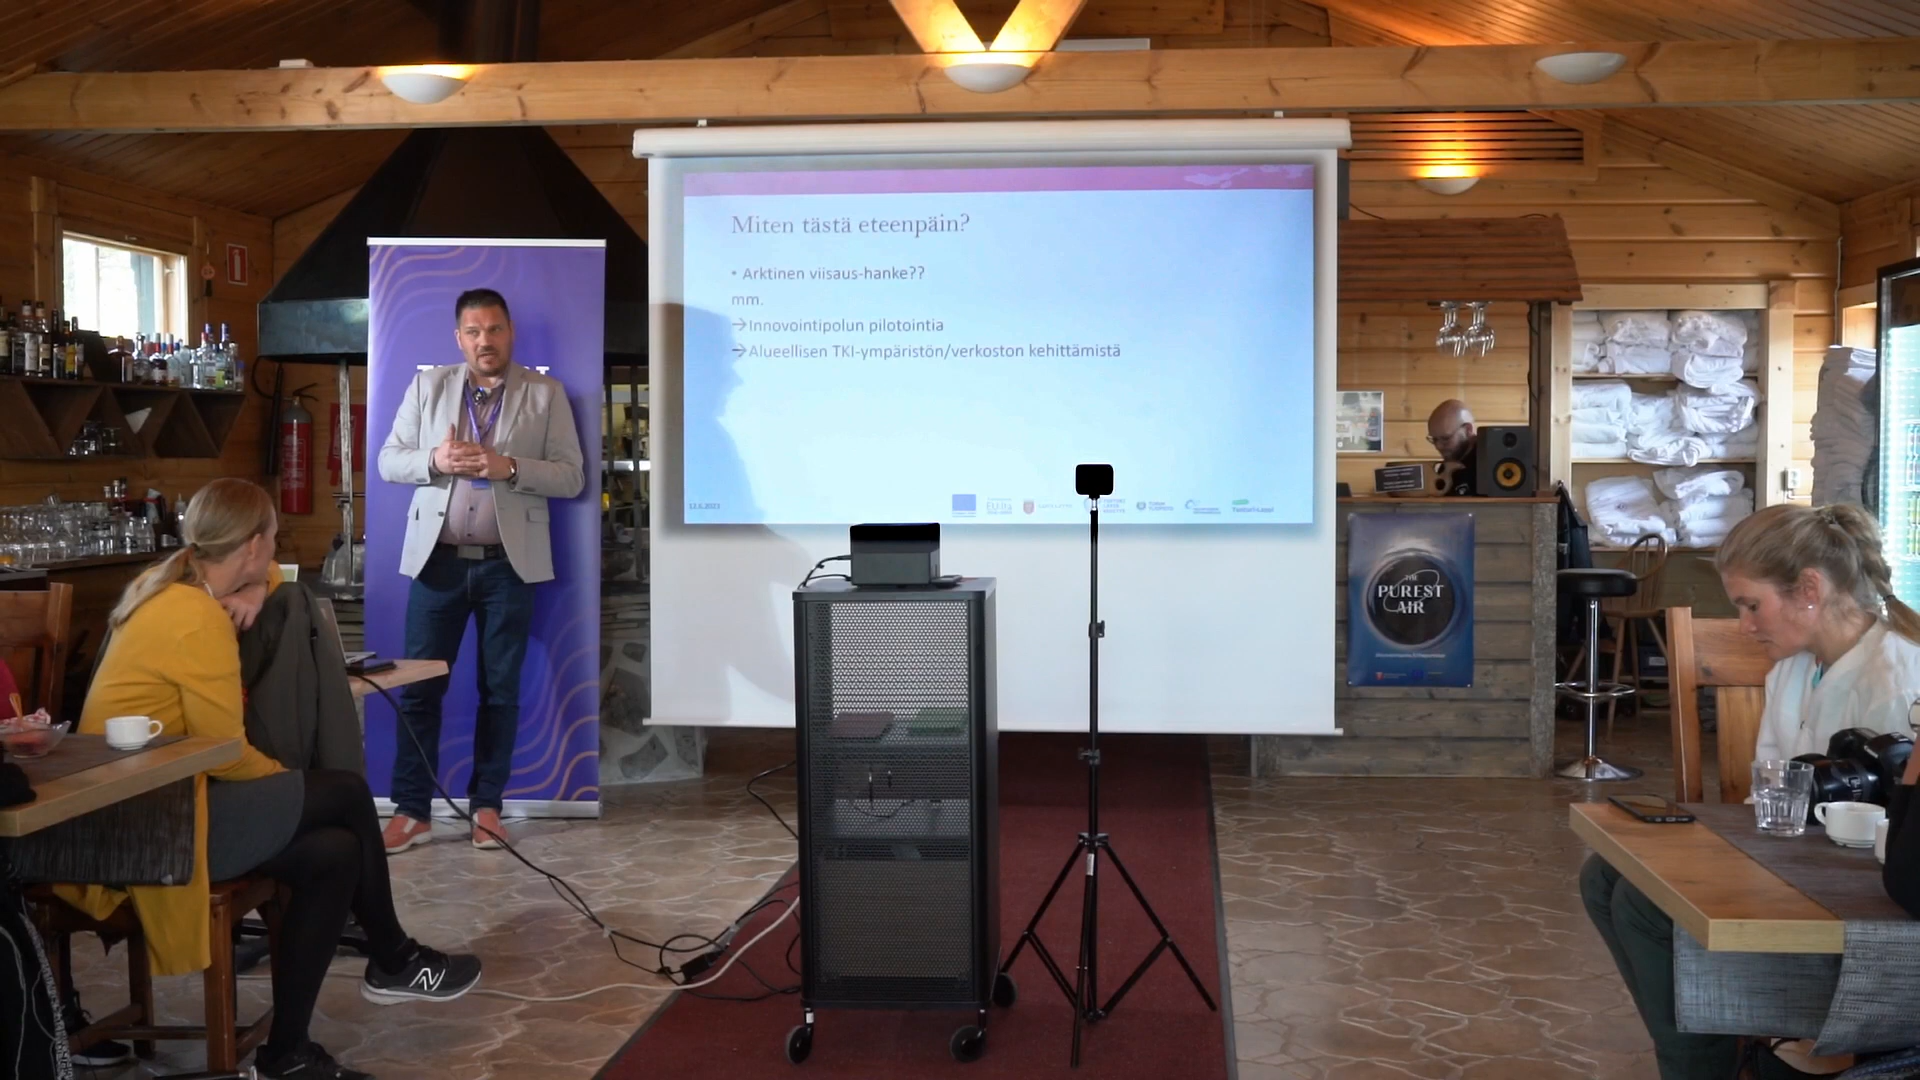 Miten tästä eteenpäin?
• Arktinen viisaus-hanke??
mm.
→Innovointipolun pilotointia
→Alueellisen TKI-ympäristön/verkoston kehittämistä
THE
PUREST
AIR